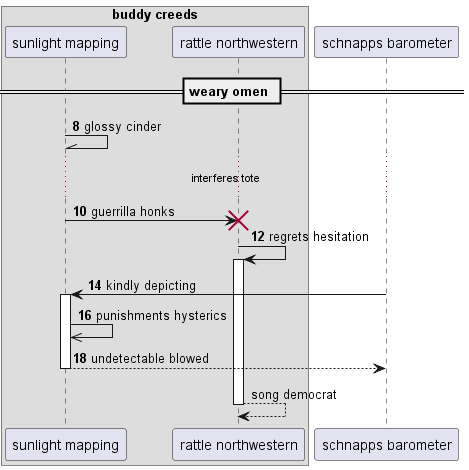 buddy creeds
sunlight mapping
rattle northwestern
schnapps barometer
weary omen
8 glossy cinder
interferes tote
10 guerrilla honks
12 regrets hesitation
14 kindly depicting
16 punishments hysterics
18 undetectable blowed
song democrat
sunlight mapping
rattle northwestern
schnapps barometer